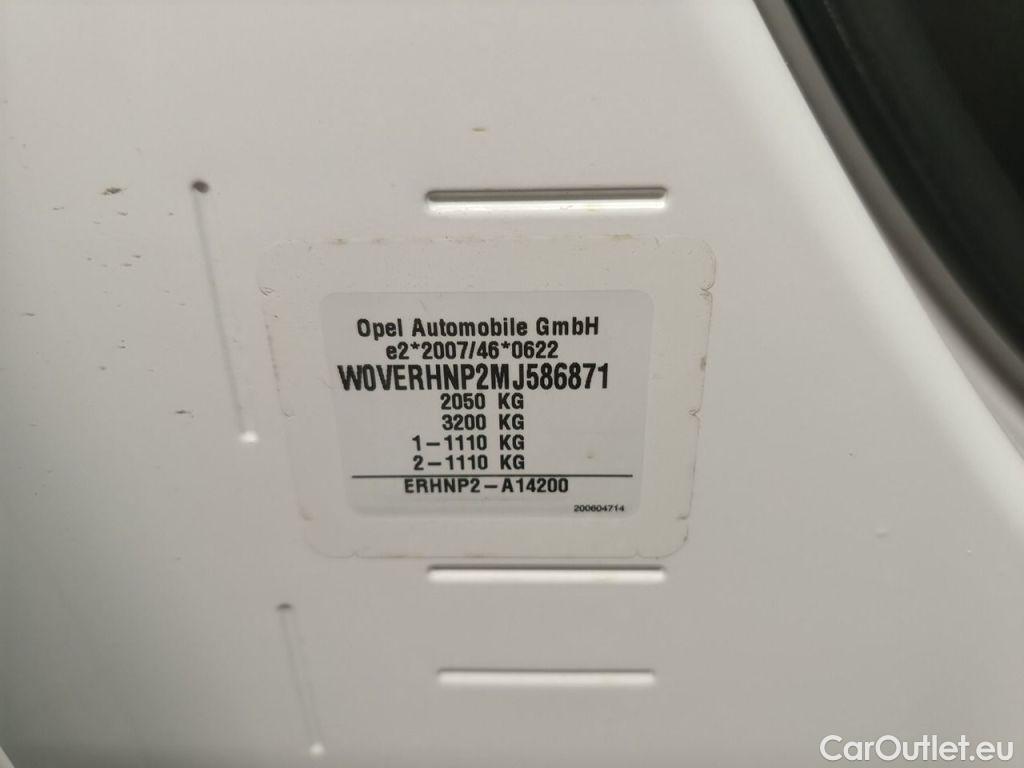 Opel Automobile GmbH
e2*2007/46*0622
W0VERHNP2MJ586871
2050 KG
3200 KG
1-1110 KG
2-1110 KG
ERHNP2-A14200
200604714
CarOutlet.eu